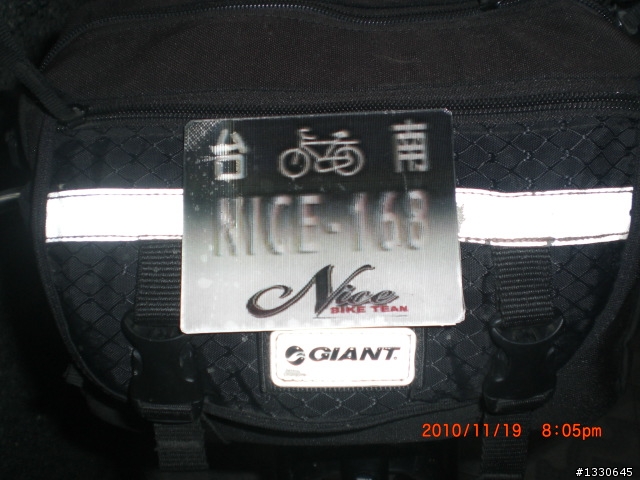 台 南
NICE-168
Nice
BIKE TEAM
GIANT
2010/11/19 8:05pm
#1330645